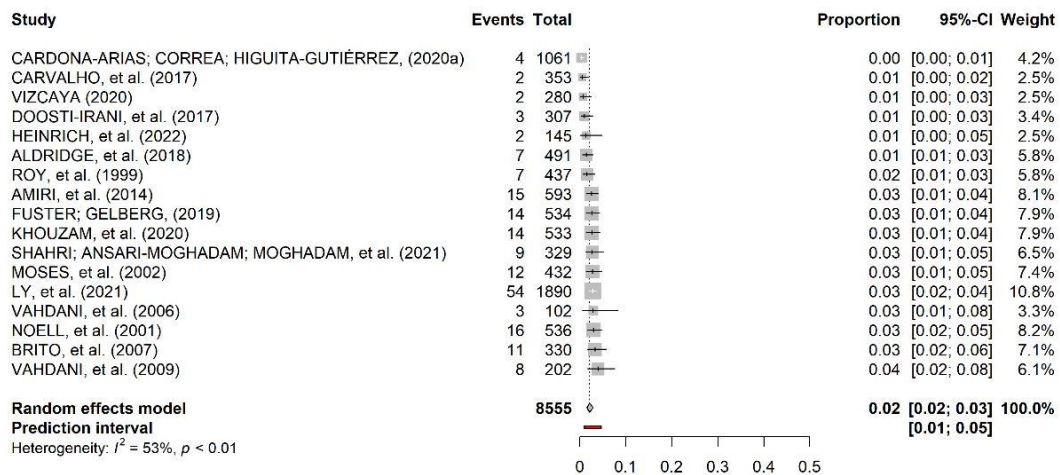 Study Events Total Proportion 95%-CI Weight
CARDONA-ARIAS; CORREA; HIGUITA-GUTIÉRREZ, (2020a) 4 1061 0.00 [0.00; 0.01] 4.2%
CARVALHO, et al. (2017) 2 353 0.01 [0.00; 0.02] 2.5%
VIZCAYA (2020) 2 280 0.01 [0.00; 0.03] 2.5%
DOOSTI-IRANI, et al. (2017) 3 307 0.01 [0.00; 0.03] 3.4%
HEINRICH, et al. (2022) 2 145 0.01 [0.00; 0.05] 2.5%
ALDRIDGE, et al. (2018) 7 491 0.01 [0.01; 0.03] 5.8%
ROY, et al. (1999) 7 437 0.02 [0.01; 0.03] 5.8%
AMIRI, et al. (2014) 15 593 0.03 [0.01; 0.04] 8.1%
FUSTER; GELBERG, (2019) 14 534 0.03 [0.01; 0.04] 7.9%
KHOUZAM, et al. (2020) 14 533 0.03 [0.01; 0.04] 7.9%
SHAHRI; ANSARI-MOGHADAM; MOGHADAM, et al. (2021) 9 329 0.03 [0.01; 0.05] 6.5%
MOSES, et al. (2002) 12 432 0.03 [0.01; 0.05] 7.4%
LY, et al. (2021) 54 1890 0.03 [0.02; 0.04] 10.8%
VAHDANI, et al. (2006) 3 102 0.03 [0.01; 0.08] 3.3%
NOELL, et al. (2001) 16 536 0.03 [0.02; 0.05] 8.2%
BRITO, et al. (2007) 11 330 0.03 [0.02; 0.06] 7.1%
VAHDANI, et al. (2009) 8 202 0.04 [0.02; 0.08] 6.1%
Random effects model 8555 0.02 [0.02; 0.03] 100.0%
Prediction interval [0.01; 0.05]
Heterogeneity: I² = 53%, p < 0.01
0 0.1 0.2 0.3 0.4 0.5